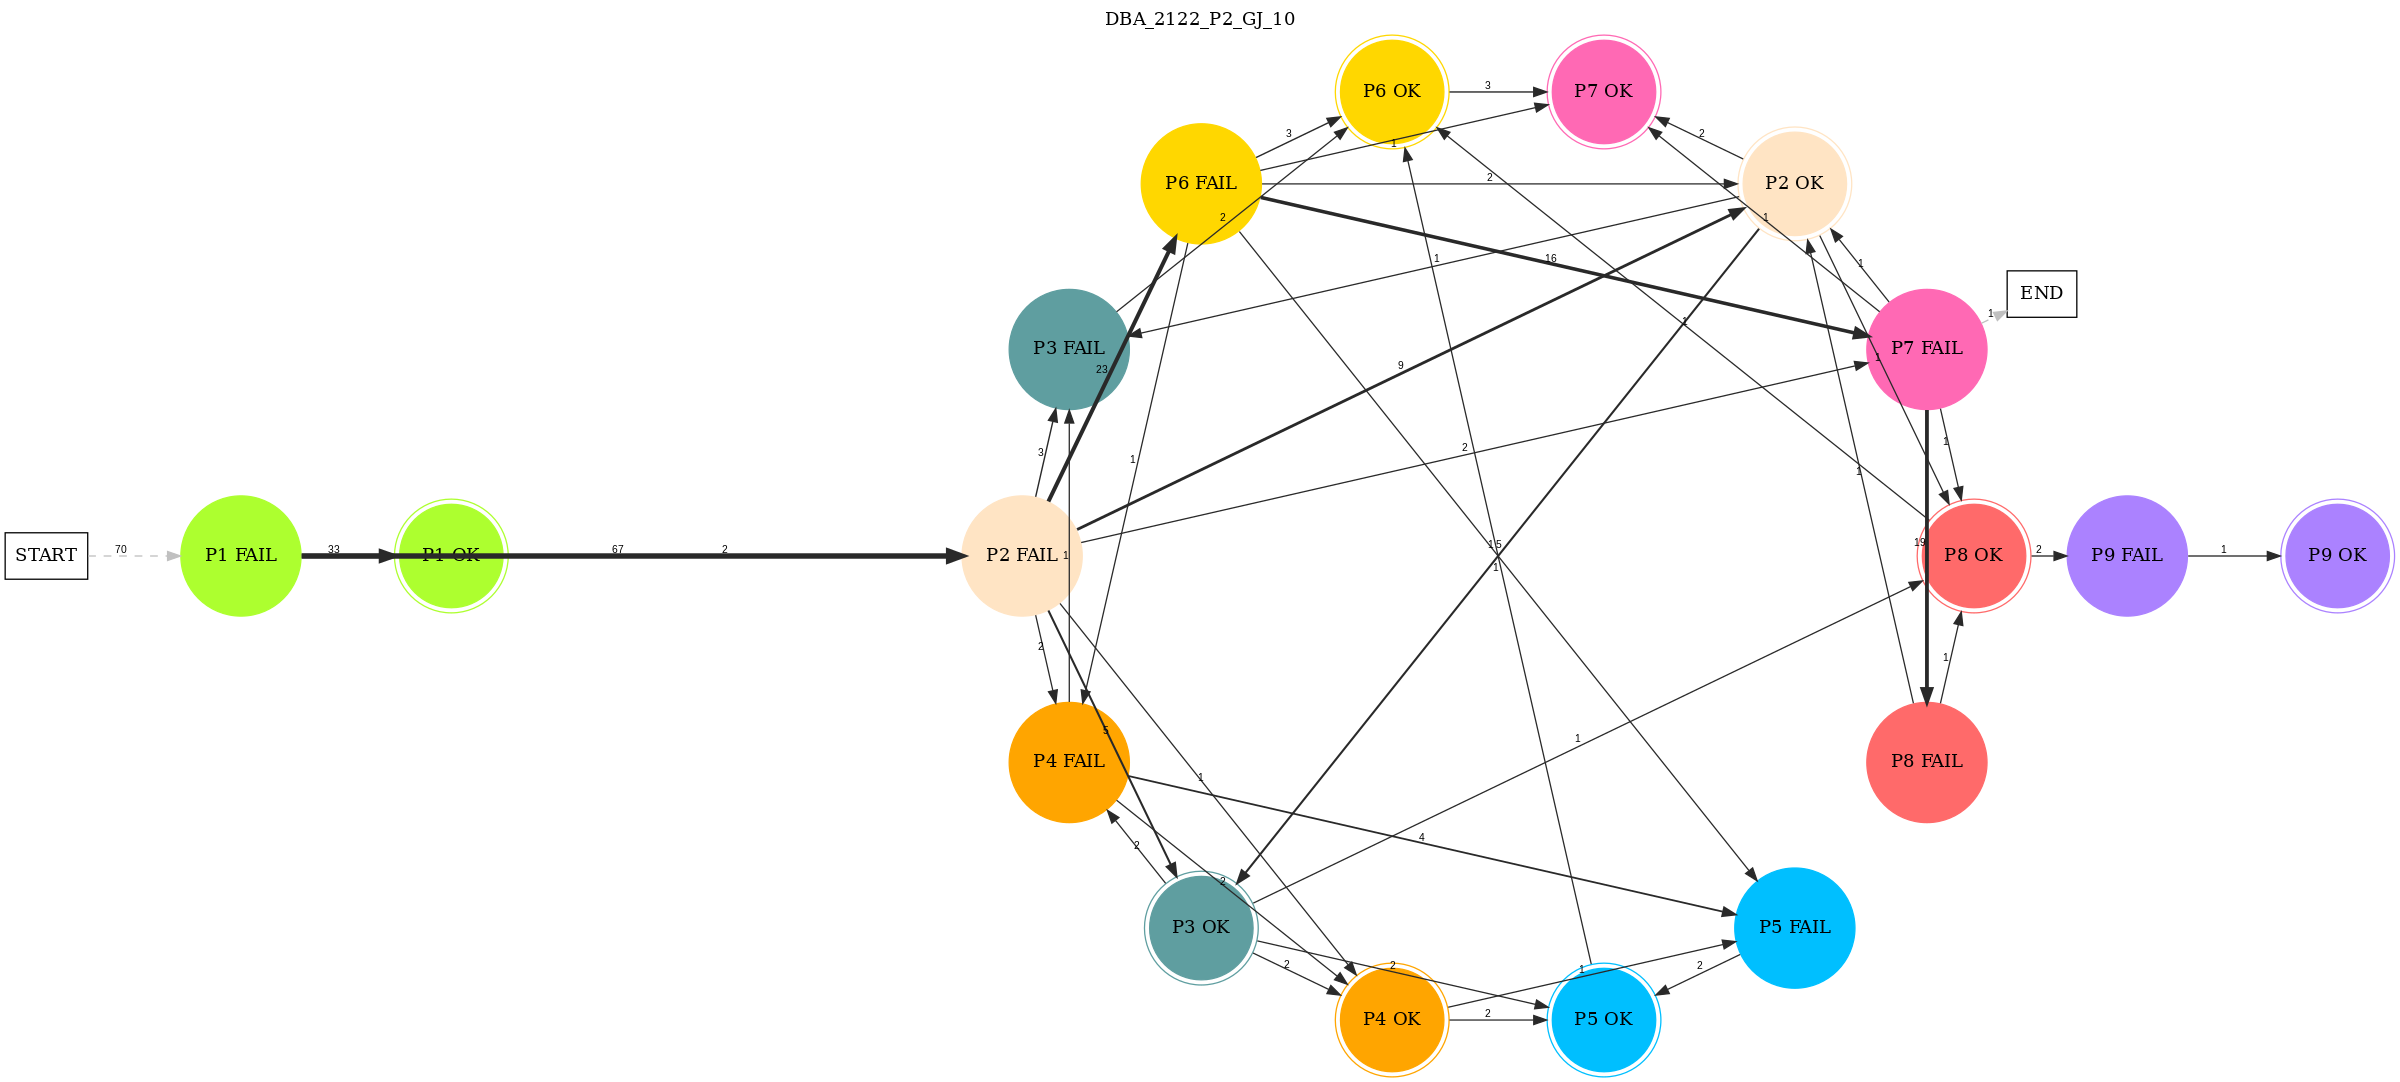 DBA_2122_P2_GJ_10
P6 OK
P7 OK
3
3
1
2
P6 FAIL
2
P2 OK
2
1
1
16
1
1
END
P3 FAIL
23
P7 FAIL
1
1
9
1
3
2
1
1
1
START
70
P1 FAIL
33
P1 OK
67
2
P2 FAIL
1
15
1
19
P8 OK
2
P9 FAIL
1
P9 OK
2
1
5
1
1
P4 FAIL
P8 FAIL
4
2
2
P3 OK
P5 FAIL
2
2
1
2
P4 OK
2
P5 OK